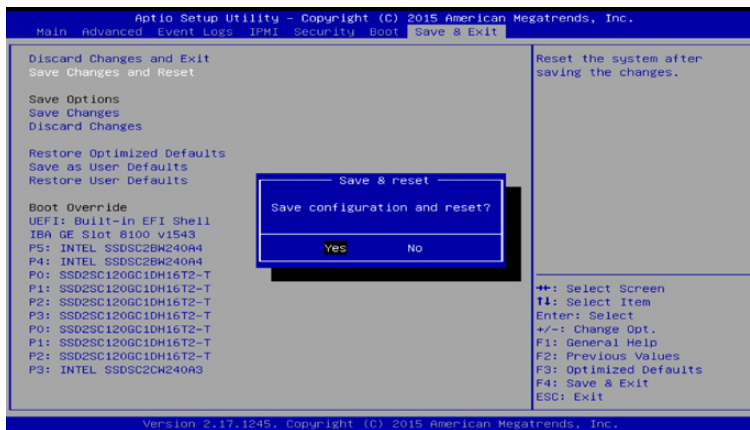 Aptio Setup Utility – Copyright (C) 2015 American Megatrends, Inc.
Main Advanced Event Logs IPMI Security Boot Save & Exit
Discard Changes and Exit
Save Changes and Reset
Save Options
Save Changes
Discard Changes
Restore Optimized Defaults
Save as User Defaults
Restore User Defaults
Boot Override
UEFI: Built-in EFI Shell
IBA GE Slot 8100 v1543
P5: INTEL SSDSC2BW240A4
P4: INTEL SSDSC2BW240A4
P0: SSD2SC120GC1DH16T2-T
P1: SSD2SC120GC1DH16T2-T
P2: SSD2SC120GC1DH16T2-T
P3: SSD2SC120GC1DH16T2-T
P0: SSD2SC120GC1DH16T2-T
P1: SSD2SC120GC1DH16T2-T
P2: SSD2SC120GC1DH16T2-T
P3: INTEL SSDSC2CW240A3
Save & reset
Save configuration and reset?
Yes No
Reset the system after
saving the changes.
↔: Select Screen
↑↓: Select Item
Enter: Select
+/-: Change Opt.
F1: General Help
F2: Previous Values
F3: Optimized Defaults
F4: Save & Exit
ESC: Exit
Version 2.17.1245. Copyright (C) 2015 American Megatrends, Inc.